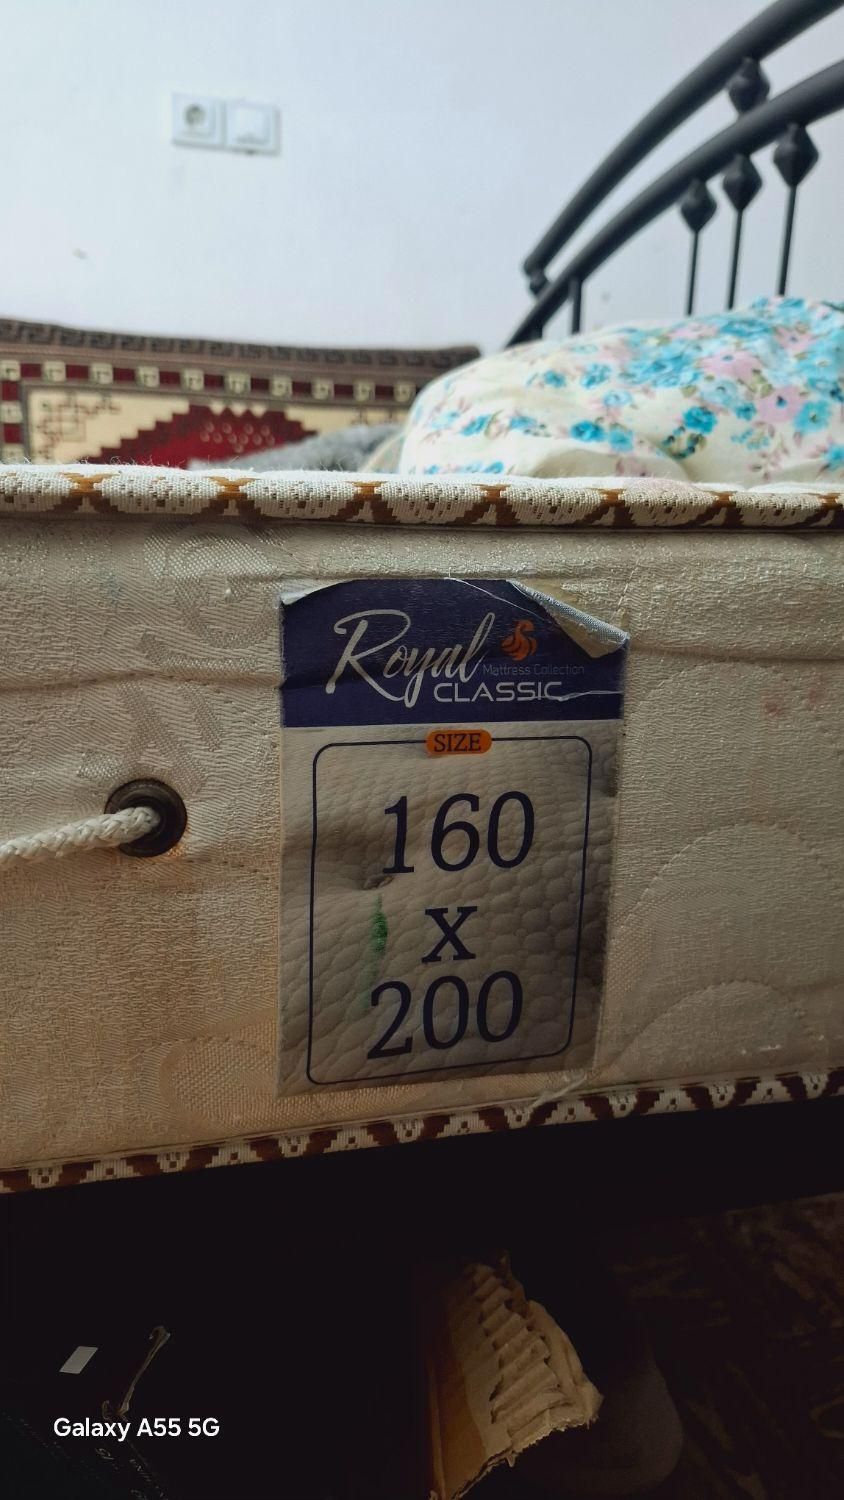 Royal
Mattress Collection
CLASSIC
SIZE
160
x
200
Galaxy A55 5G